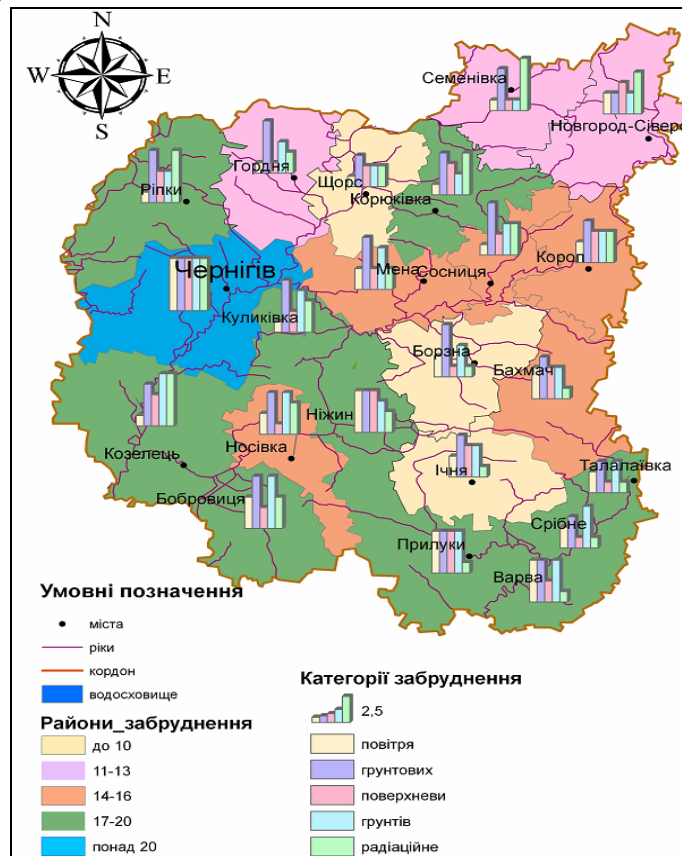 N
W E
S
Семенівка
Новгород-Сіверс
Гордня
Щорс
Ріпки
Корюківка
Чернігів
Мена
Сосниця
Короп
Куликівка
Борзна
Бахмач
Ніжин
Козелець
Носівка
Ічня
Талалаївка
Бобровиця
Срібне
Прилуки
Варва
Умовні позначення
міста
ріки
кордон
водосховище
Райони_забруднення
до 10
11-13
14-16
17-20
понад 20
Категорії забруднення
2,5
повітря
грунтових
поверхневи
грунтів
радіаційне